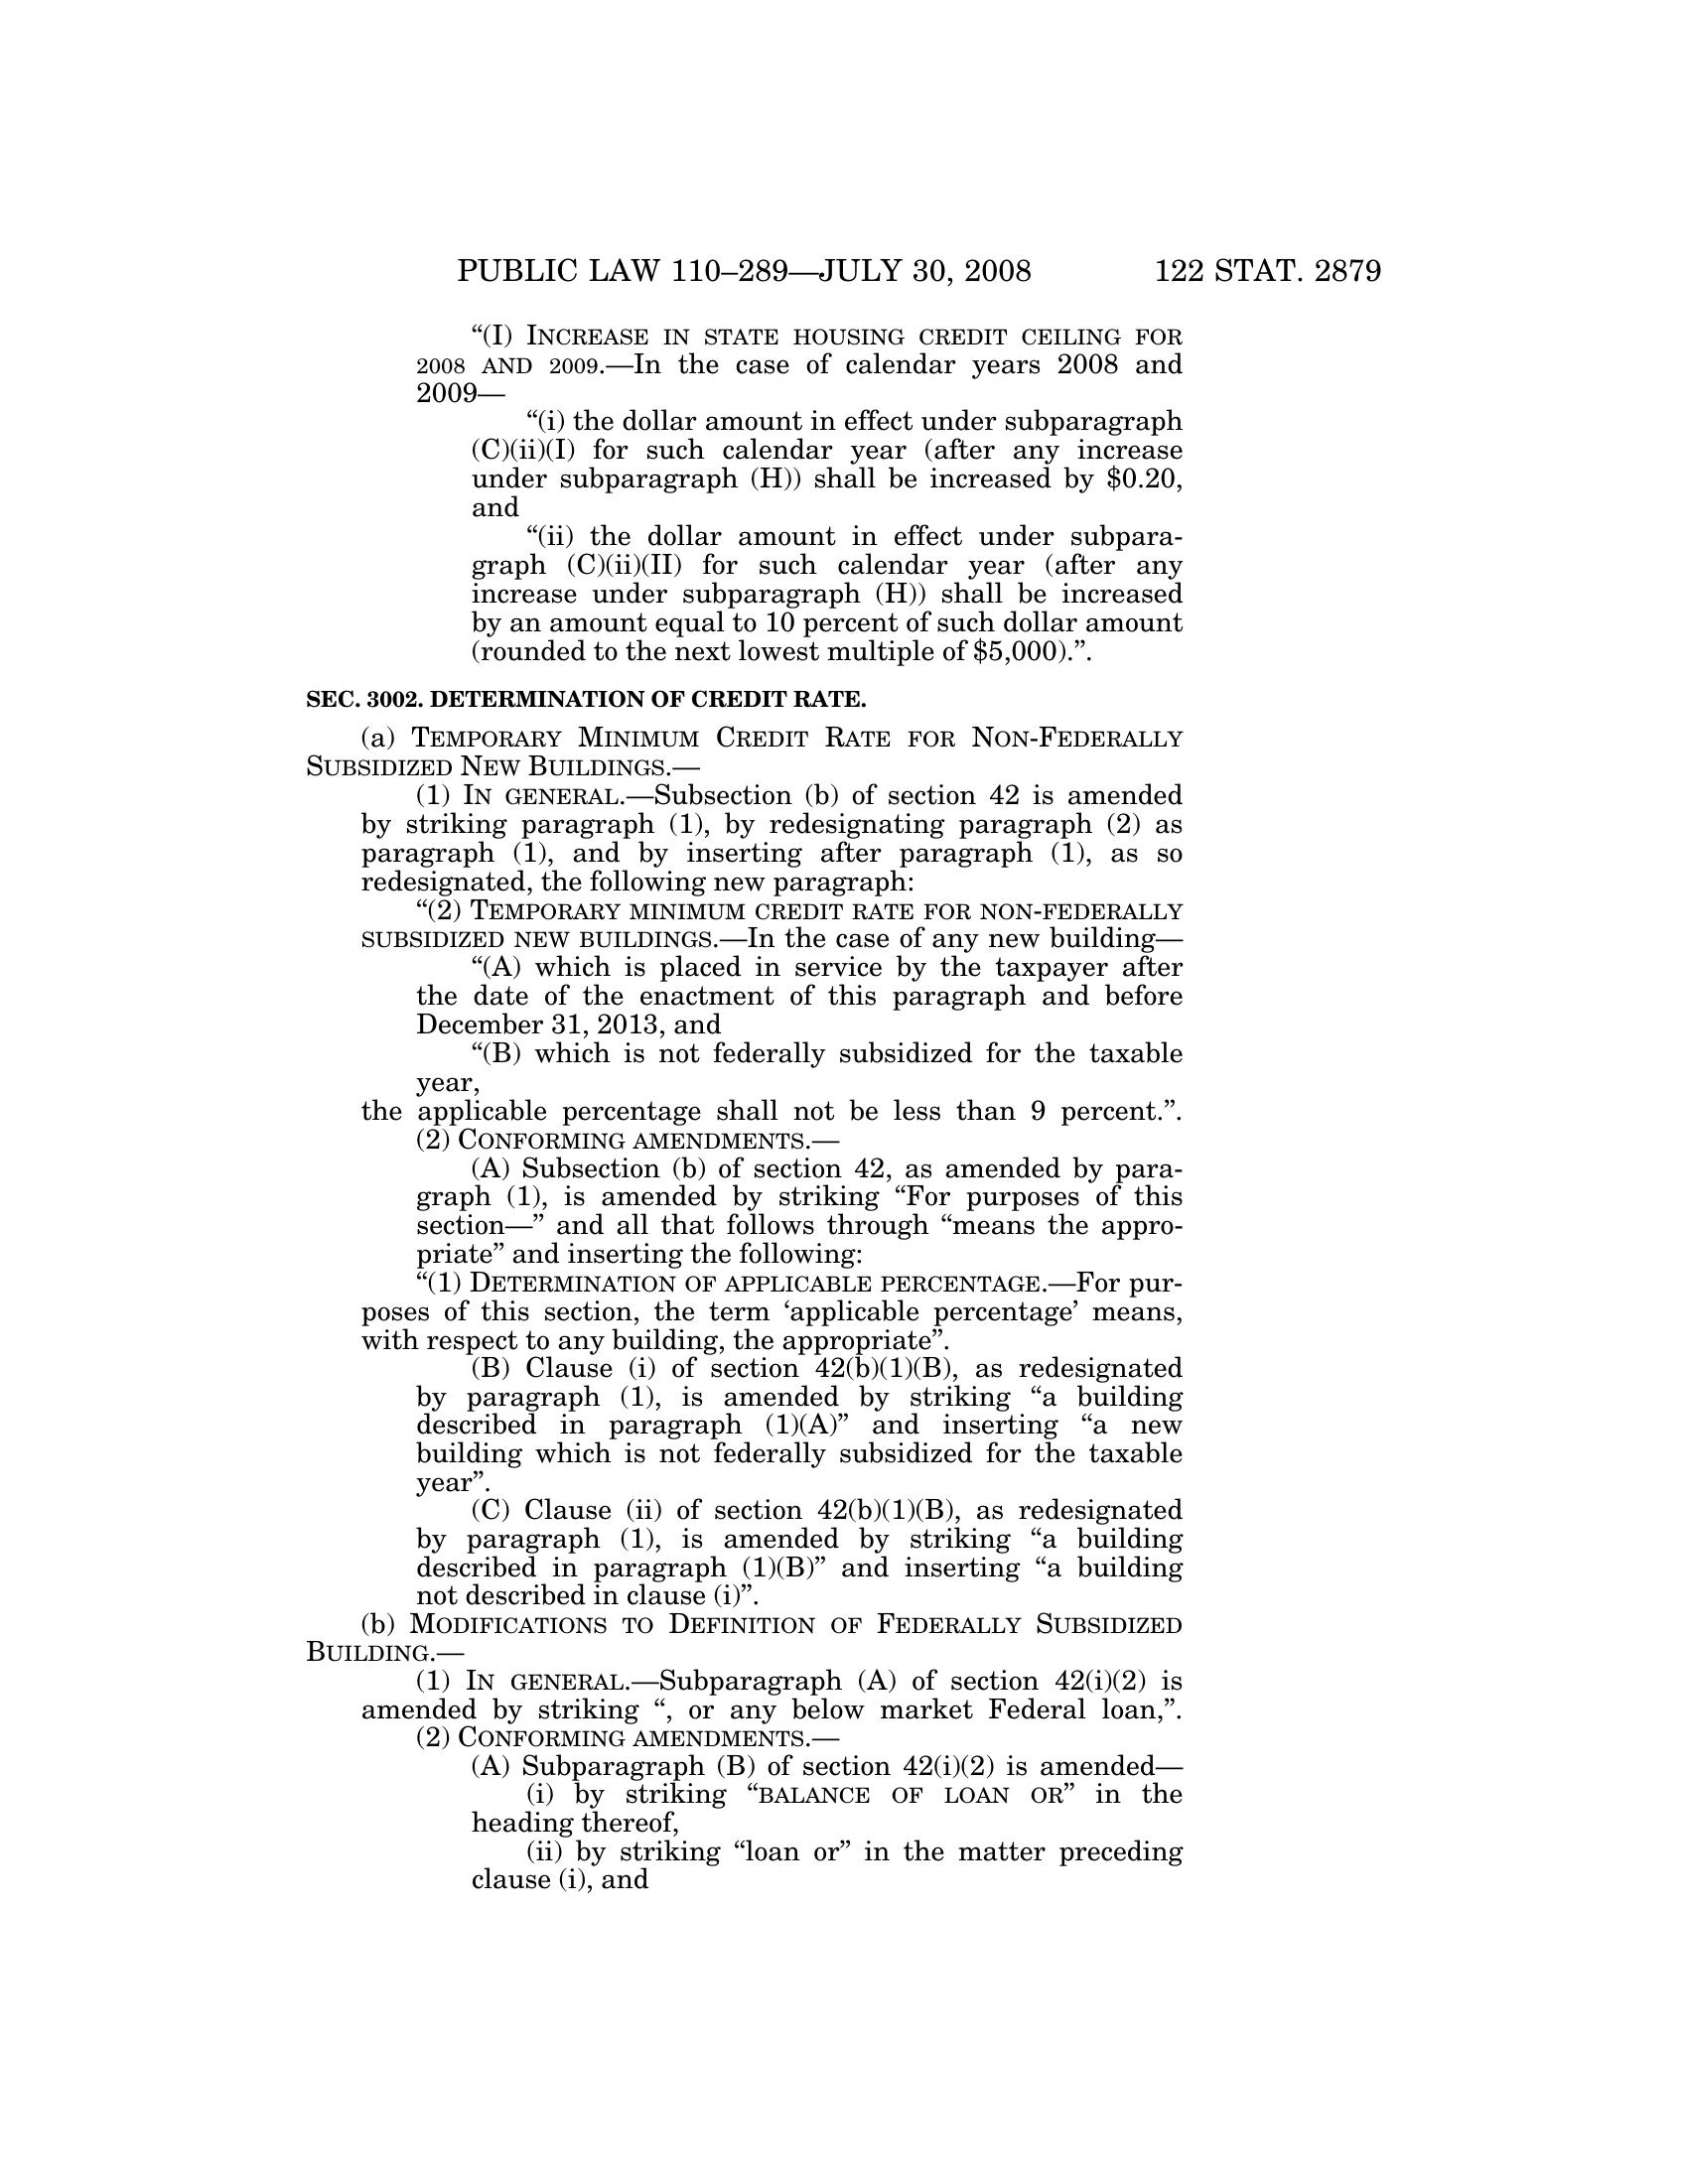 PUBLIC LAW 110–289—JULY 30, 2008 122 STAT. 2879
“(I) INCREASE IN STATE HOUSING CREDIT CEILING FOR
2008 AND 2009.—In the case of calendar years 2008 and
2009—
“(i) the dollar amount in effect under subparagraph
(C)(ii)(I) for such calendar year (after any increase
under subparagraph (H)) shall be increased by $0.20,
and
“(ii) the dollar amount in effect under subpara-
graph (C)(ii)(II) for such calendar year (after any
increase under subparagraph (H)) shall be increased
by an amount equal to 10 percent of such dollar amount
(rounded to the next lowest multiple of $5,000).”.
SEC. 3002. DETERMINATION OF CREDIT RATE.
(a) TEMPORARY MINIMUM CREDIT RATE FOR NON-FEDERALLY
SUBSIDIZED NEW BUILDINGS.—
(1) IN GENERAL.—Subsection (b) of section 42 is amended
by striking paragraph (1), by redesignating paragraph (2) as
paragraph (1), and by inserting after paragraph (1), as so
redesignated, the following new paragraph:
“(2) TEMPORARY MINIMUM CREDIT RATE FOR NON-FEDERALLY
SUBSIDIZED NEW BUILDINGS.—In the case of any new building—
“(A) which is placed in service by the taxpayer after
the date of the enactment of this paragraph and before
December 31, 2013, and
“(B) which is not federally subsidized for the taxable
year,
the applicable percentage shall not be less than 9 percent.”.
(2) CONFORMING AMENDMENTS.—
(A) Subsection (b) of section 42, as amended by para-
graph (1), is amended by striking “For purposes of this
section—” and all that follows through “means the appro-
priate” and inserting the following:
“(1) DETERMINATION OF APPLICABLE PERCENTAGE.—For pur-
poses of this section, the term ‘applicable percentage’ means,
with respect to any building, the appropriate”.
(B) Clause (i) of section 42(b)(1)(B), as redesignated
by paragraph (1), is amended by striking “a building
described in paragraph (1)(A)” and inserting “a new
building which is not federally subsidized for the taxable
year”.
(C) Clause (ii) of section 42(b)(1)(B), as redesignated
by paragraph (1), is amended by striking “a building
described in paragraph (1)(B)” and inserting “a building
not described in clause (i)”.
(b) MODIFICATIONS TO DEFINITION OF FEDERALLY SUBSIDIZED
BUILDING.—
(1) IN GENERAL.—Subparagraph (A) of section 42(i)(2) is
amended by striking “, or any below market Federal loan,”.
(2) CONFORMING AMENDMENTS.—
(A) Subparagraph (B) of section 42(i)(2) is amended—
(i) by striking “BALANCE OF LOAN OR” in the
heading thereof,
(ii) by striking “loan or” in the matter preceding
clause (i), and